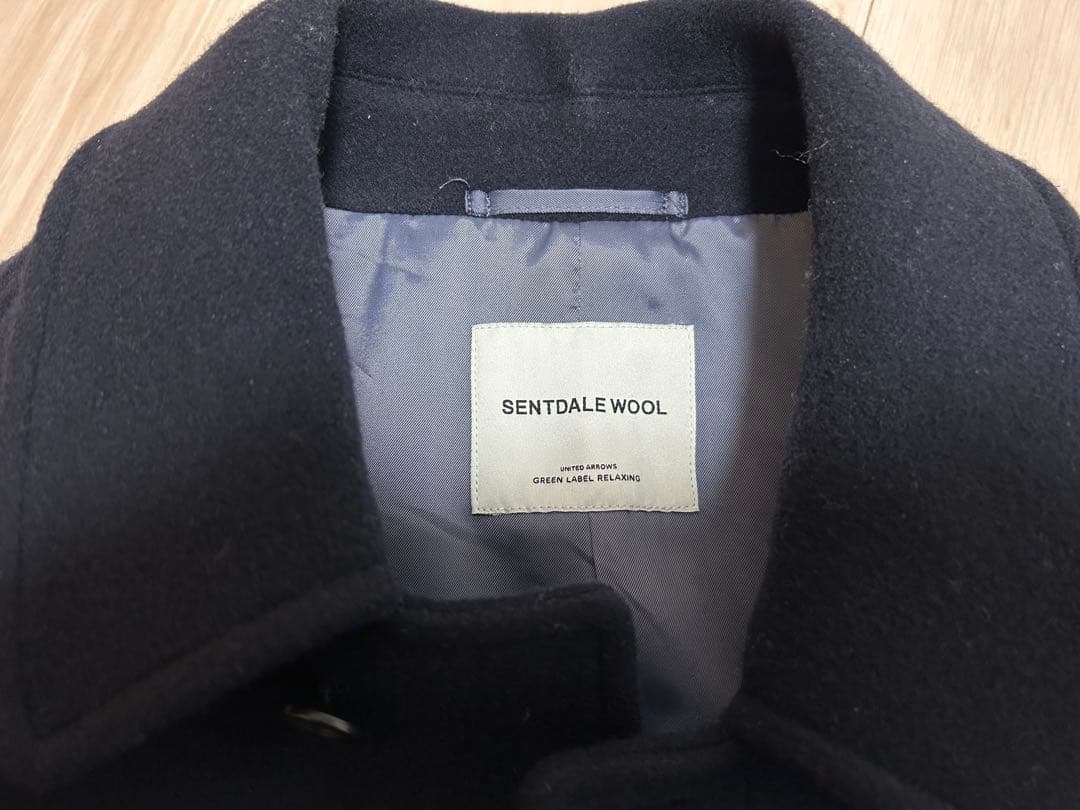 SENTDALE WOOL
UNITED ARROWS
GREEN LABEL RELAXING